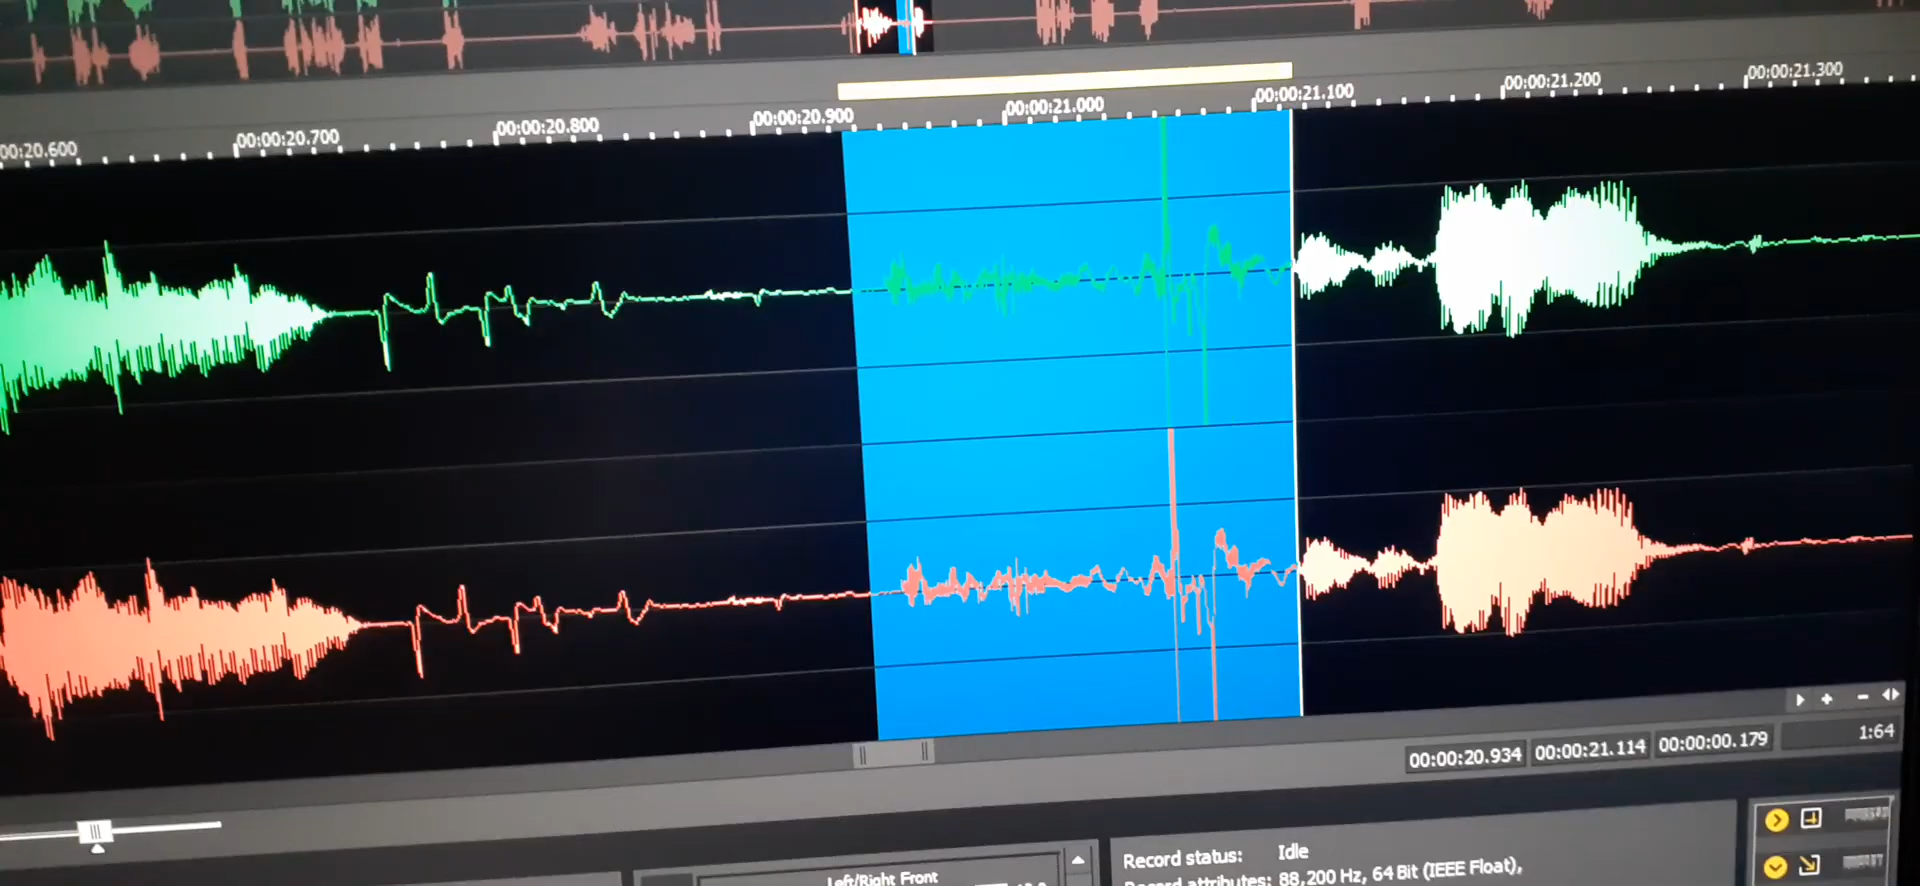 00:00:20.600 00:00:20.700 00:00:20.800 00:00:20.900 00:00:21.000 00:00:21.100 00:00:21.200 00:00:21.300
00:00:20.934 00:00:21.114 00:00:00.179 1:64
Left/Right Front
Record status: Idle
Record attributes: 88,200 Hz, 64 Bit (IEEE Float),